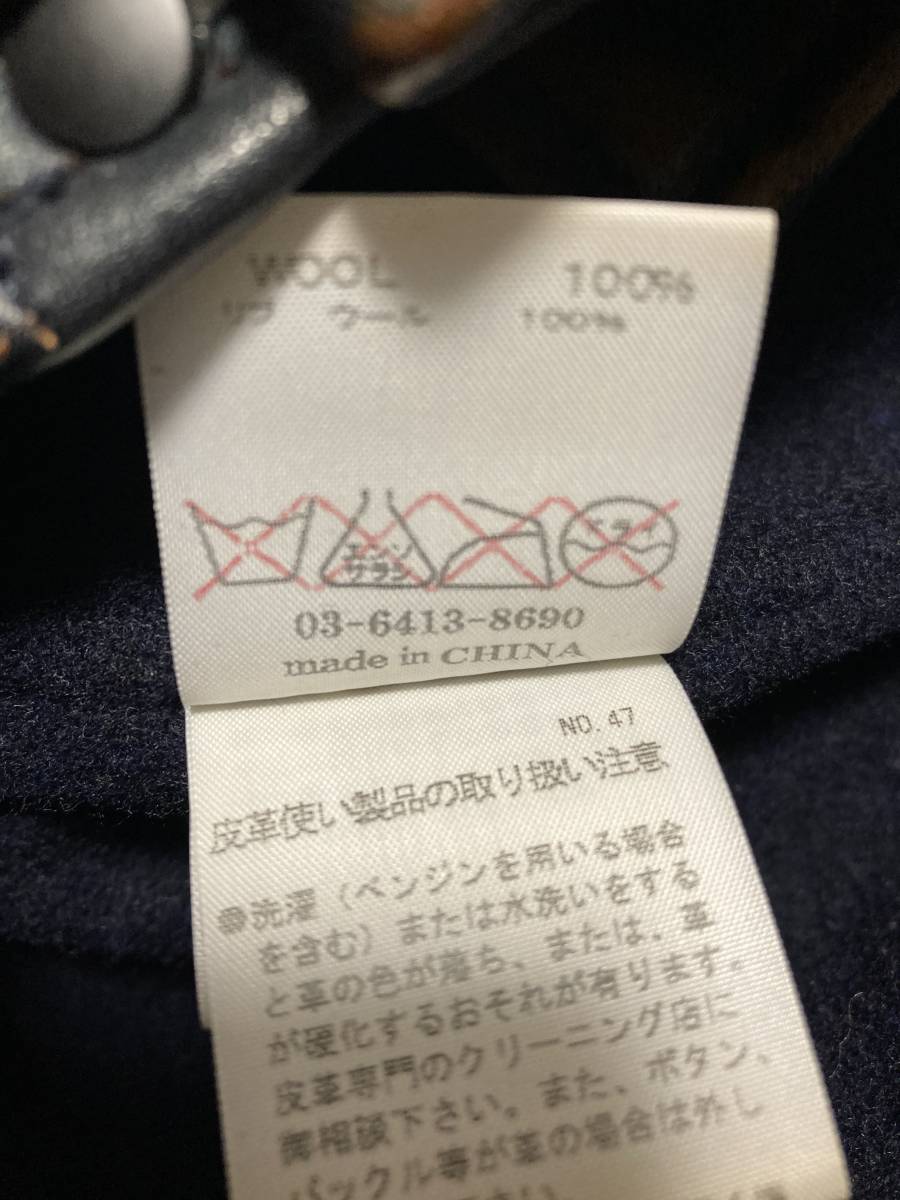 WOOL 100%
リブ ウール 100%
エンソ
サラシ
ドライ
03-6413-8690
made in CHINA
NO. 47
皮革使い製品の取り扱い注意
●洗濯（ベンジンを用いる場合
を含む）または水洗いをする
と革の色が落ち、または、革
が硬化するおそれが有ります。
皮革専門のクリーニング店に
御相談下さい。また、ボタン、
バックル等が革の場合は外し